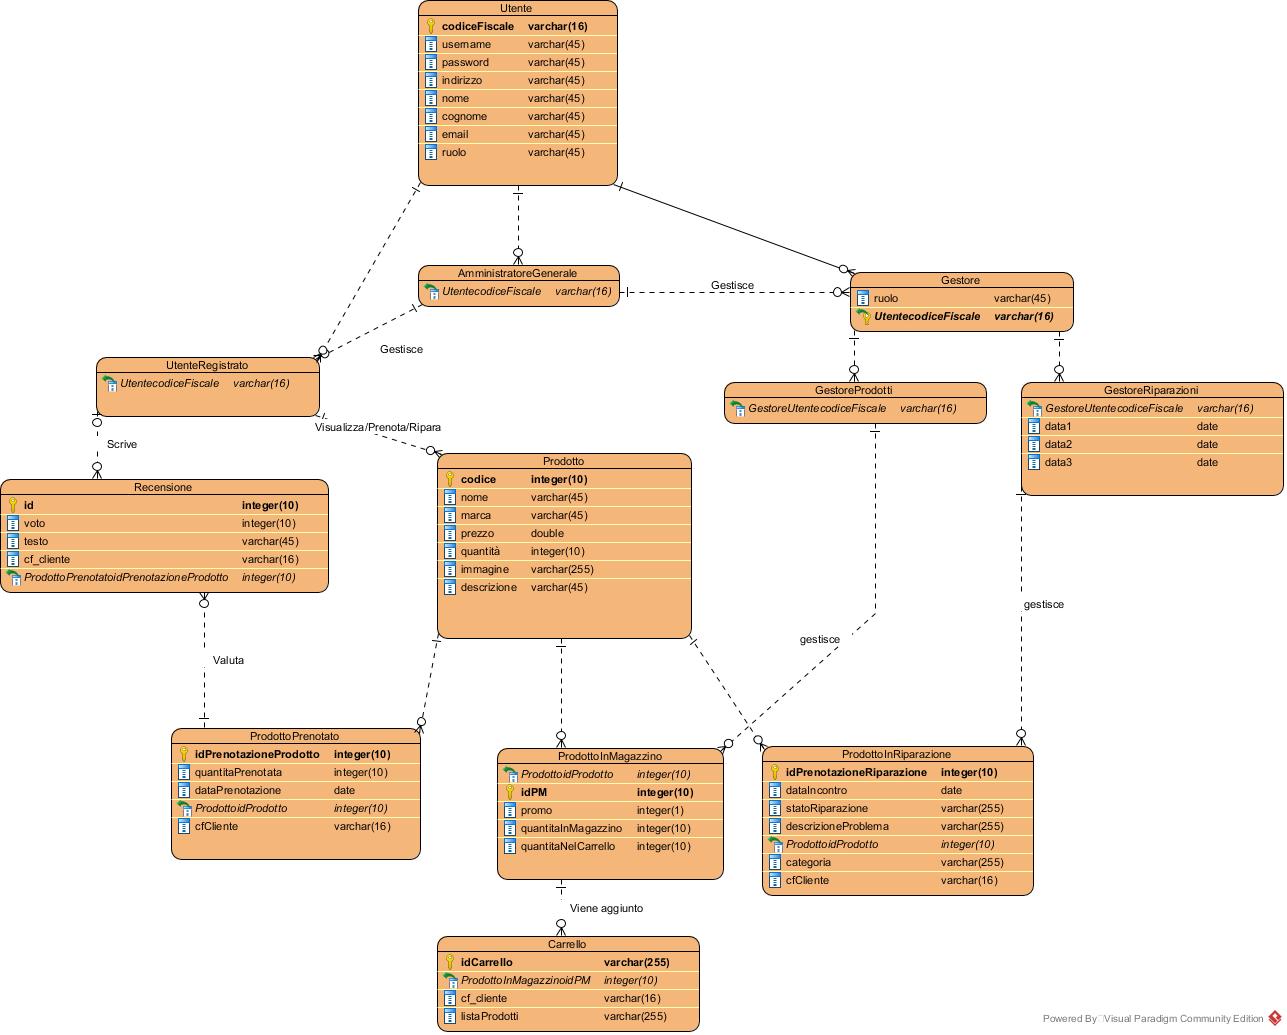 Utente
codiceFiscale varchar(16)
username varchar(45)
password varchar(45)
indirizzo varchar(45)
nome varchar(45)
cognome varchar(45)
email varchar(45)
ruolo varchar(45)
AmministratoreGenerale
UtentecodiceFiscale varchar(16)
Gestisce
Gestore
ruolo varchar(45)
UtentecodiceFiscale varchar(16)
Gestisce
UtenteRegistrato
UtentecodiceFiscale varchar(16)
GestoreProdotti
GestoreUtentecodiceFiscale varchar(16)
GestoreRiparazioni
GestoreUtentecodiceFiscale varchar(16)
data1 date
data2 date
data3 date
Visualizza/Prenota/Ripara
Scrive
Prodotto
codice integer(10)
nome varchar(45)
marca varchar(45)
prezzo double
quantità integer(10)
immagine varchar(255)
descrizione varchar(45)
Recensione
id integer(10)
voto integer(10)
testo varchar(45)
cf_cliente varchar(16)
ProdottoPrenotatoidPrenotazioneProdotto integer(10)
gestisce
gestisce
Valuta
ProdottoPrenotato
idPrenotazioneProdotto integer(10)
quantitaPrenotata integer(10)
dataPrenotazione date
ProdottoidProdotto integer(10)
cfCliente varchar(16)
ProdottoInMagazzino
ProdottoidProdotto integer(10)
idPM integer(10)
promo integer(1)
quantitaInMagazzino integer(10)
quantitaNelCarrello integer(10)
ProdottoInRiparazione
idPrenotazioneRiparazione integer(10)
dataIncontro date
statoRiparazione varchar(255)
descrizioneProblema varchar(255)
ProdottoidProdotto integer(10)
categoria varchar(255)
cfCliente varchar(16)
Viene aggiunto
Carrello
idCarrello varchar(255)
ProdottoInMagazzinoidPM integer(10)
cf_cliente varchar(16)
listaProdotti varchar(255)
Powered By Visual Paradigm Community Edition